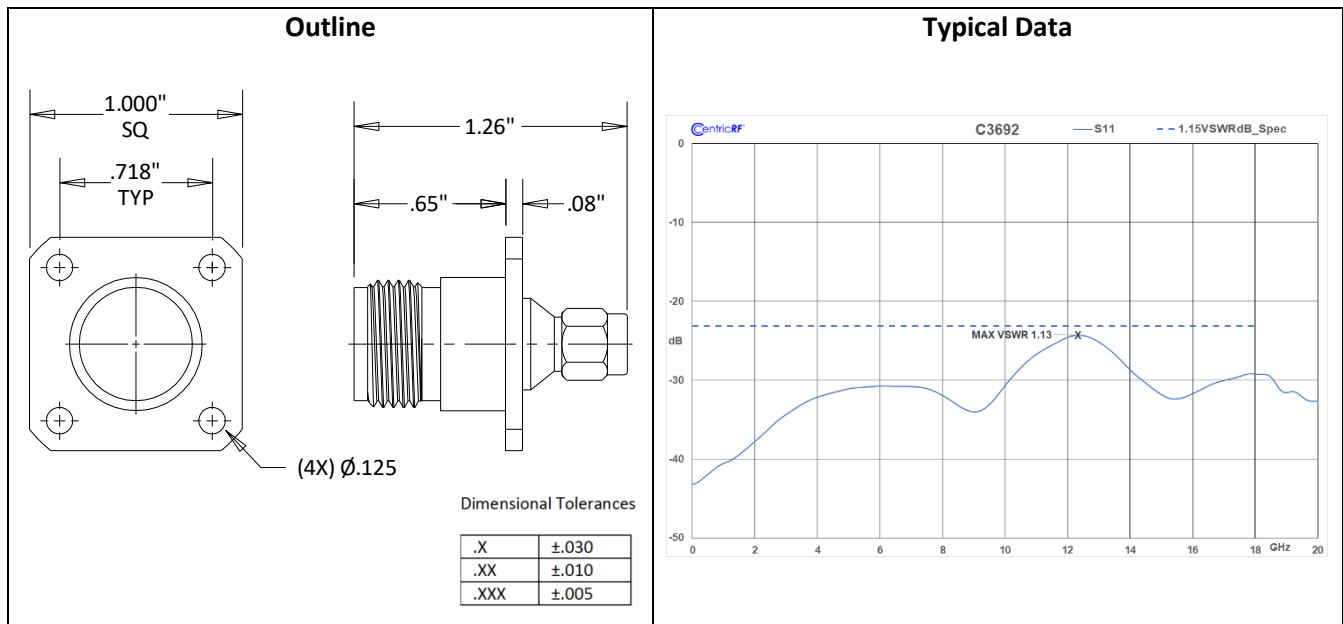 Outline
1.000"
SQ
.718"
TYP
1.26"
.65"
.08"
(4X) Ø.125
Dimensional Tolerances
.X ±.030
.XX ±.010
.XXX ±.005
Typical Data
CentricRF
C3692
S11
1.15VSWRdB_Spec
0
-10
-20
-30
-40
-50
dB
MAX VSWR 1.13
X
0 2 4 6 8 10 12 14 16 18 GHz 20